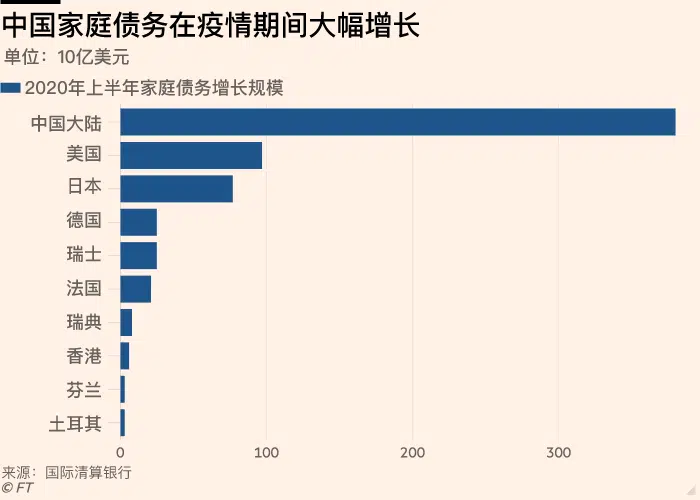 中国家庭债务在疫情期间大幅增长
单位：10亿美元
2020年上半年家庭债务增长规模
中国大陆
美国
日本
德国
瑞士
法国
瑞典
香港
芬兰
土耳其
0 100 200 300
来源：国际清算银行
© FT